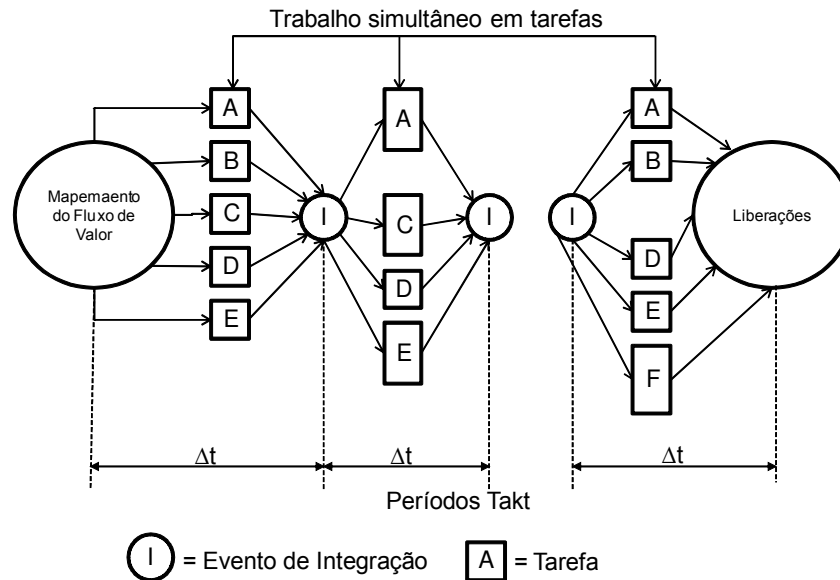 Trabalho simultâneo em tarefas
A
A
A
B
B
Mapemaento
do Fluxo de
Valor
C
I
C
I
I
Liberações
D
D
D
E
E
E
F
Δt
Δt
Δt
Períodos Takt
I = Evento de Integração
A = Tarefa